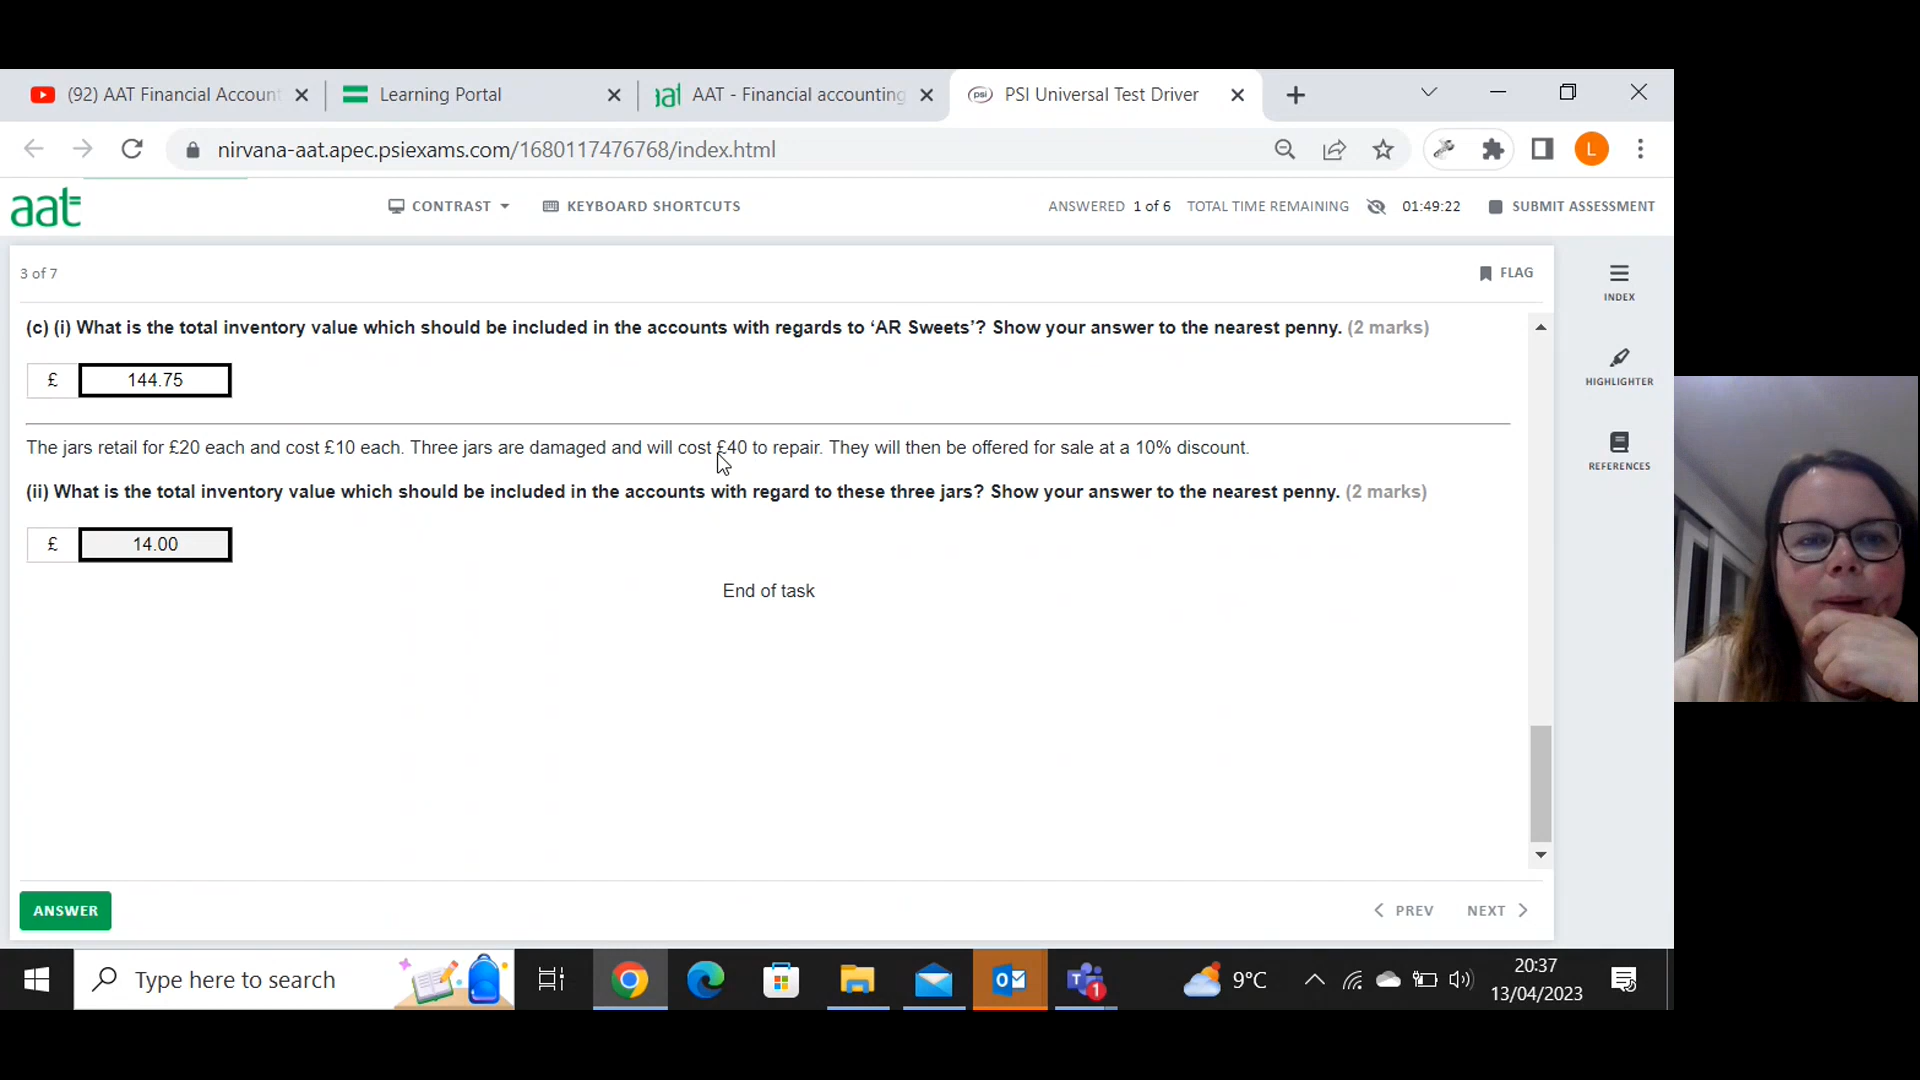 (92) AAT Financial Account
Learning Portal
aat AAT - Financial accounting
psi PSI Universal Test Driver
nirvana-aat.apec.psiexams.com/1680117476768/index.html
L
aat
CONTRAST
KEYBOARD SHORTCUTS
ANSWERED 1 of 6
TOTAL TIME REMAINING
01:49:22
SUBMIT ASSESSMENT
3 of 7
FLAG
INDEX
HIGHLIGHTER
REFERENCES
(c) (i) What is the total inventory value which should be included in the accounts with regards to ‘AR Sweets’? Show your answer to the nearest penny. (2 marks)
£ 144.75
The jars retail for £20 each and cost £10 each. Three jars are damaged and will cost £40 to repair. They will then be offered for sale at a 10% discount.
(ii) What is the total inventory value which should be included in the accounts with regard to these three jars? Show your answer to the nearest penny. (2 marks)
£ 14.00
End of task
ANSWER
PREV
NEXT
Type here to search
T 1
9°C
20:37
13/04/2023